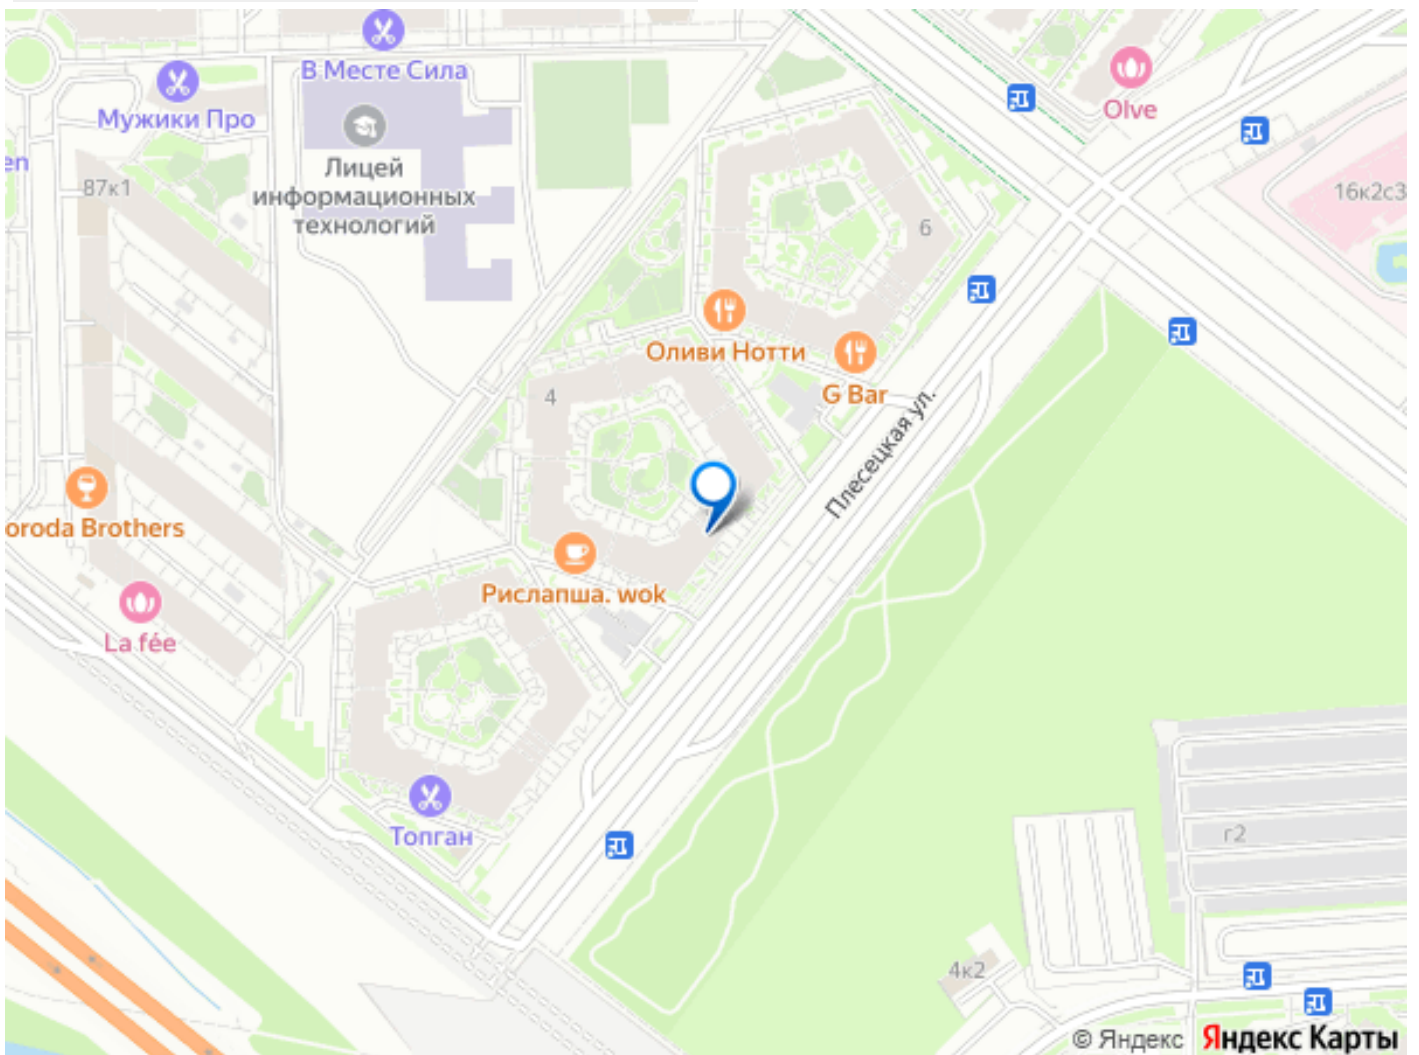 В Месте Сила
Мужики Про
Olve
en
Лицей
информационных
технологий
87к1
16к2с3
6
Оливи Нотти
G Bar
4
Плесецкая ул.
oroda Brothers
Рислапша. wok
La fée
Топган
г2
4к2
© Яндекс Яндекс Карты